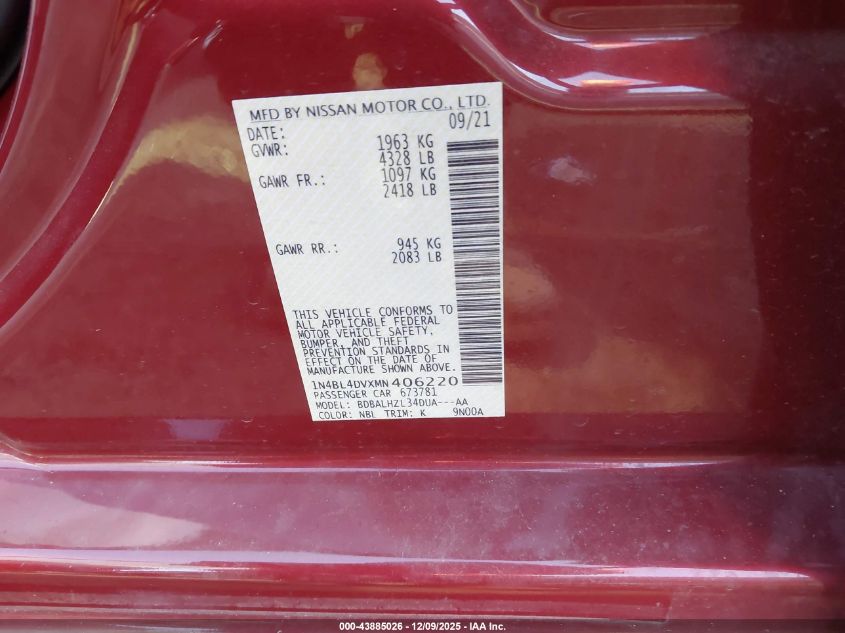 MFD BY NISSAN MOTOR CO., LTD.
DATE: 09/21
GVWR: 1963 KG
4328 LB
GAWR FR.: 1097 KG
2418 LB
GAWR RR.: 945 KG
2083 LB
THIS VEHICLE CONFORMS TO
ALL APPLICABLE FEDERAL
MOTOR VEHICLE SAFETY,
BUMPER, AND THEFT
PREVENTION STANDARDS IN
EFFECT ON THE DATE OF
MANUFACTURE SHOWN ABOVE.
1N4BL4DVXMN406220
PASSENGER CAR 673781
MODEL: BDBALHZL34DUA---AA
COLOR: NBL TRIM: K 9N00A
000-43885026 - 12/09/2025 - IAA Inc.